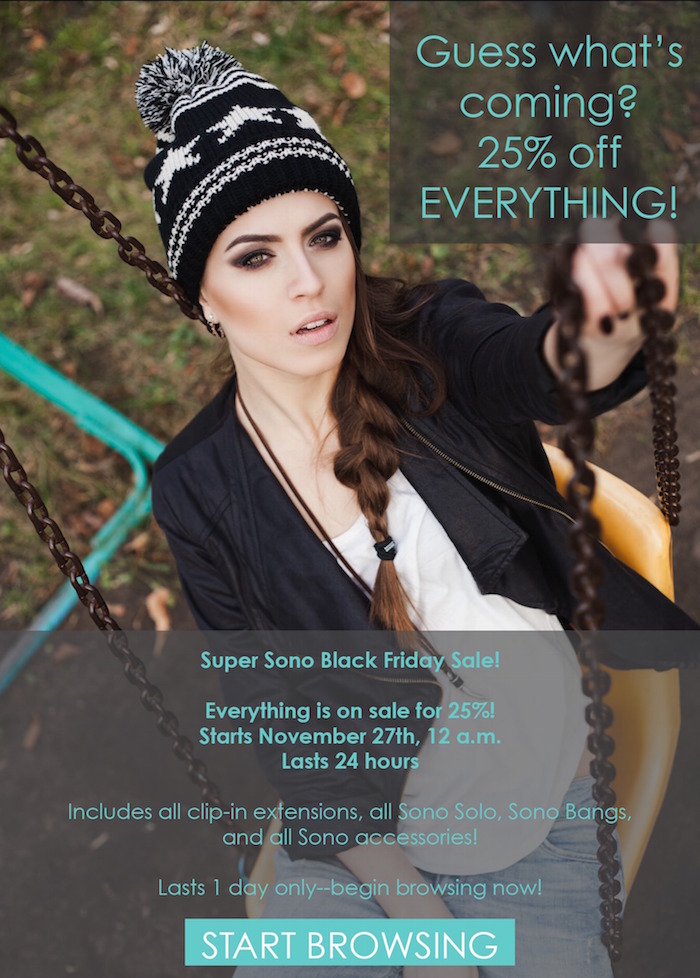 Guess what's
coming?
25% off
EVERYTHING!
Super Sono Black Friday Sale!
Everything is on sale for 25%!
Starts November 27th, 12 a.m.
Lasts 24 hours
Includes all clip-in extensions, all Sono Solo, Sono Bangs,
and all Sono accessories!
Lasts 1 day only--begin browsing now!
START BROWSING